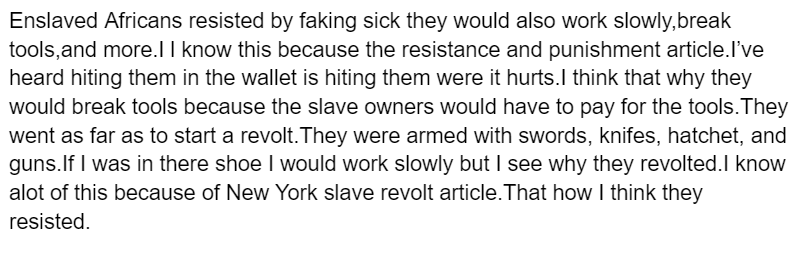 Enslaved Africans resisted by faking sick they would also work slowly,break
tools,and more.I I know this because the resistance and punishment article.I’ve
heard hiting them in the wallet is hiting them were it hurts.I think that why they
would break tools because the slave owners would have to pay for the tools.They
went as far as to start a revolt.They were armed with swords, knifes, hatchet, and
guns.If I was in there shoe I would work slowly but I see why they revolted.I know
alot of this because of New York slave revolt article.That how I think they
resisted.